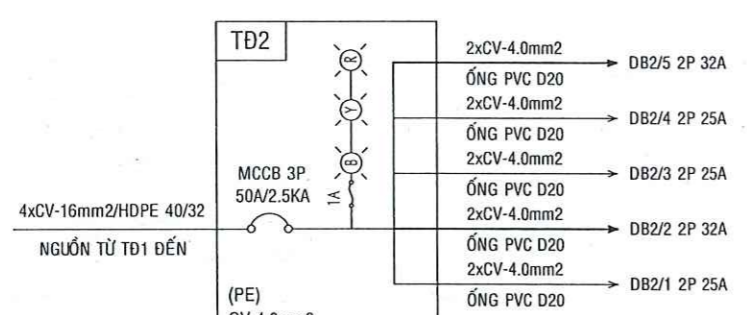 TĐ2
R
Y
B
1A
MCCB 3P
50A/2.5KA
4xCV-16mm2/HDPE 40/32
NGUỒN TỪ TĐ1 ĐẾN
(PE)
2xCV-4.0mm2
ỐNG PVC D20
DB2/5 2P 32A
2xCV-4.0mm2
ỐNG PVC D20
DB2/4 2P 25A
2xCV-4.0mm2
ỐNG PVC D20
DB2/3 2P 25A
2xCV-4.0mm2
ỐNG PVC D20
DB2/2 2P 32A
2xCV-4.0mm2
ỐNG PVC D20
DB2/1 2P 25A